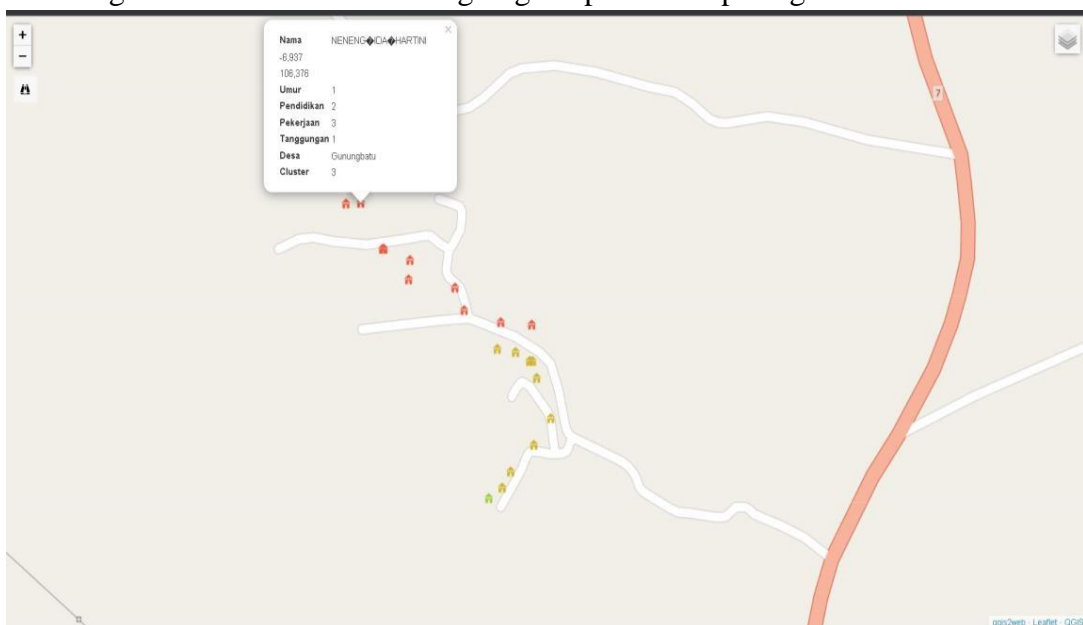 +
−
Nama NENENG�IDA�HARTINI
-6,937
106,376
Umur 1
Pendidikan 2
Pekerjaan 3
Tanggungan 1
Desa Gunungbatu
Cluster 3
7
qgis2web · Leaflet · QGIS